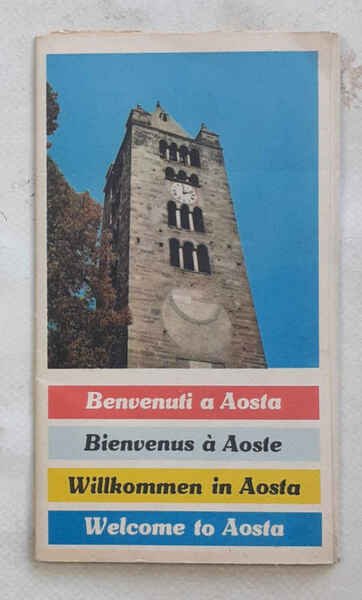 Benvenuti a Aosta
Bienvenus à Aoste
Willkommen in Aosta
Welcome to Aosta